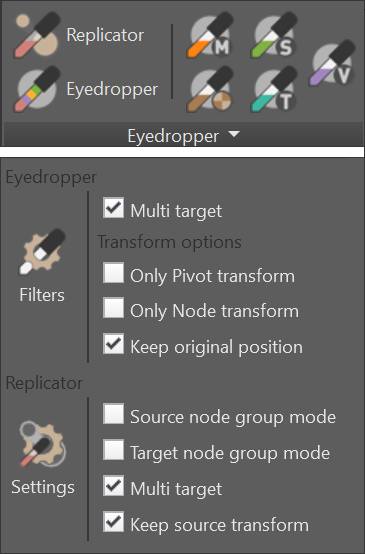 Replicator
Eyedropper
M
S
V
T
Eyedropper
Eyedropper
Multi target
Transform options
Only Pivot transform
Only Node transform
Keep original position
Filters
Replicator
Source node group mode
Target node group mode
Multi target
Keep source transform
Settings